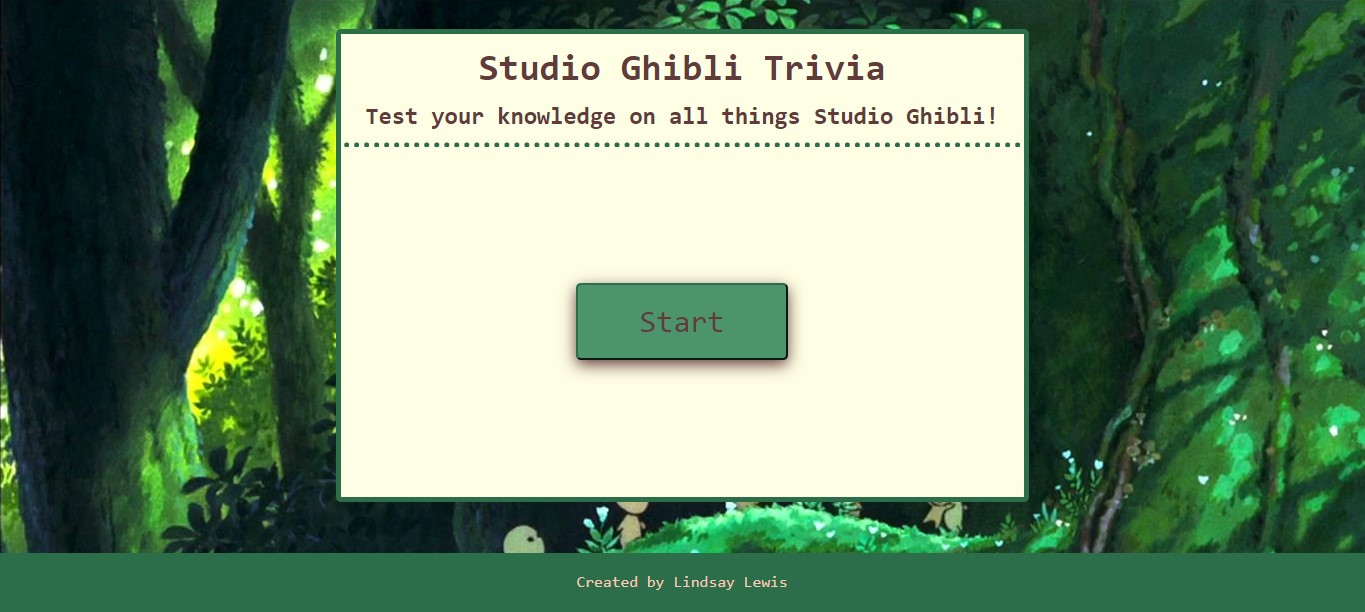 Studio Ghibli Trivia
Test your knowledge on all things Studio Ghibli!
Start
Created by Lindsay Lewis